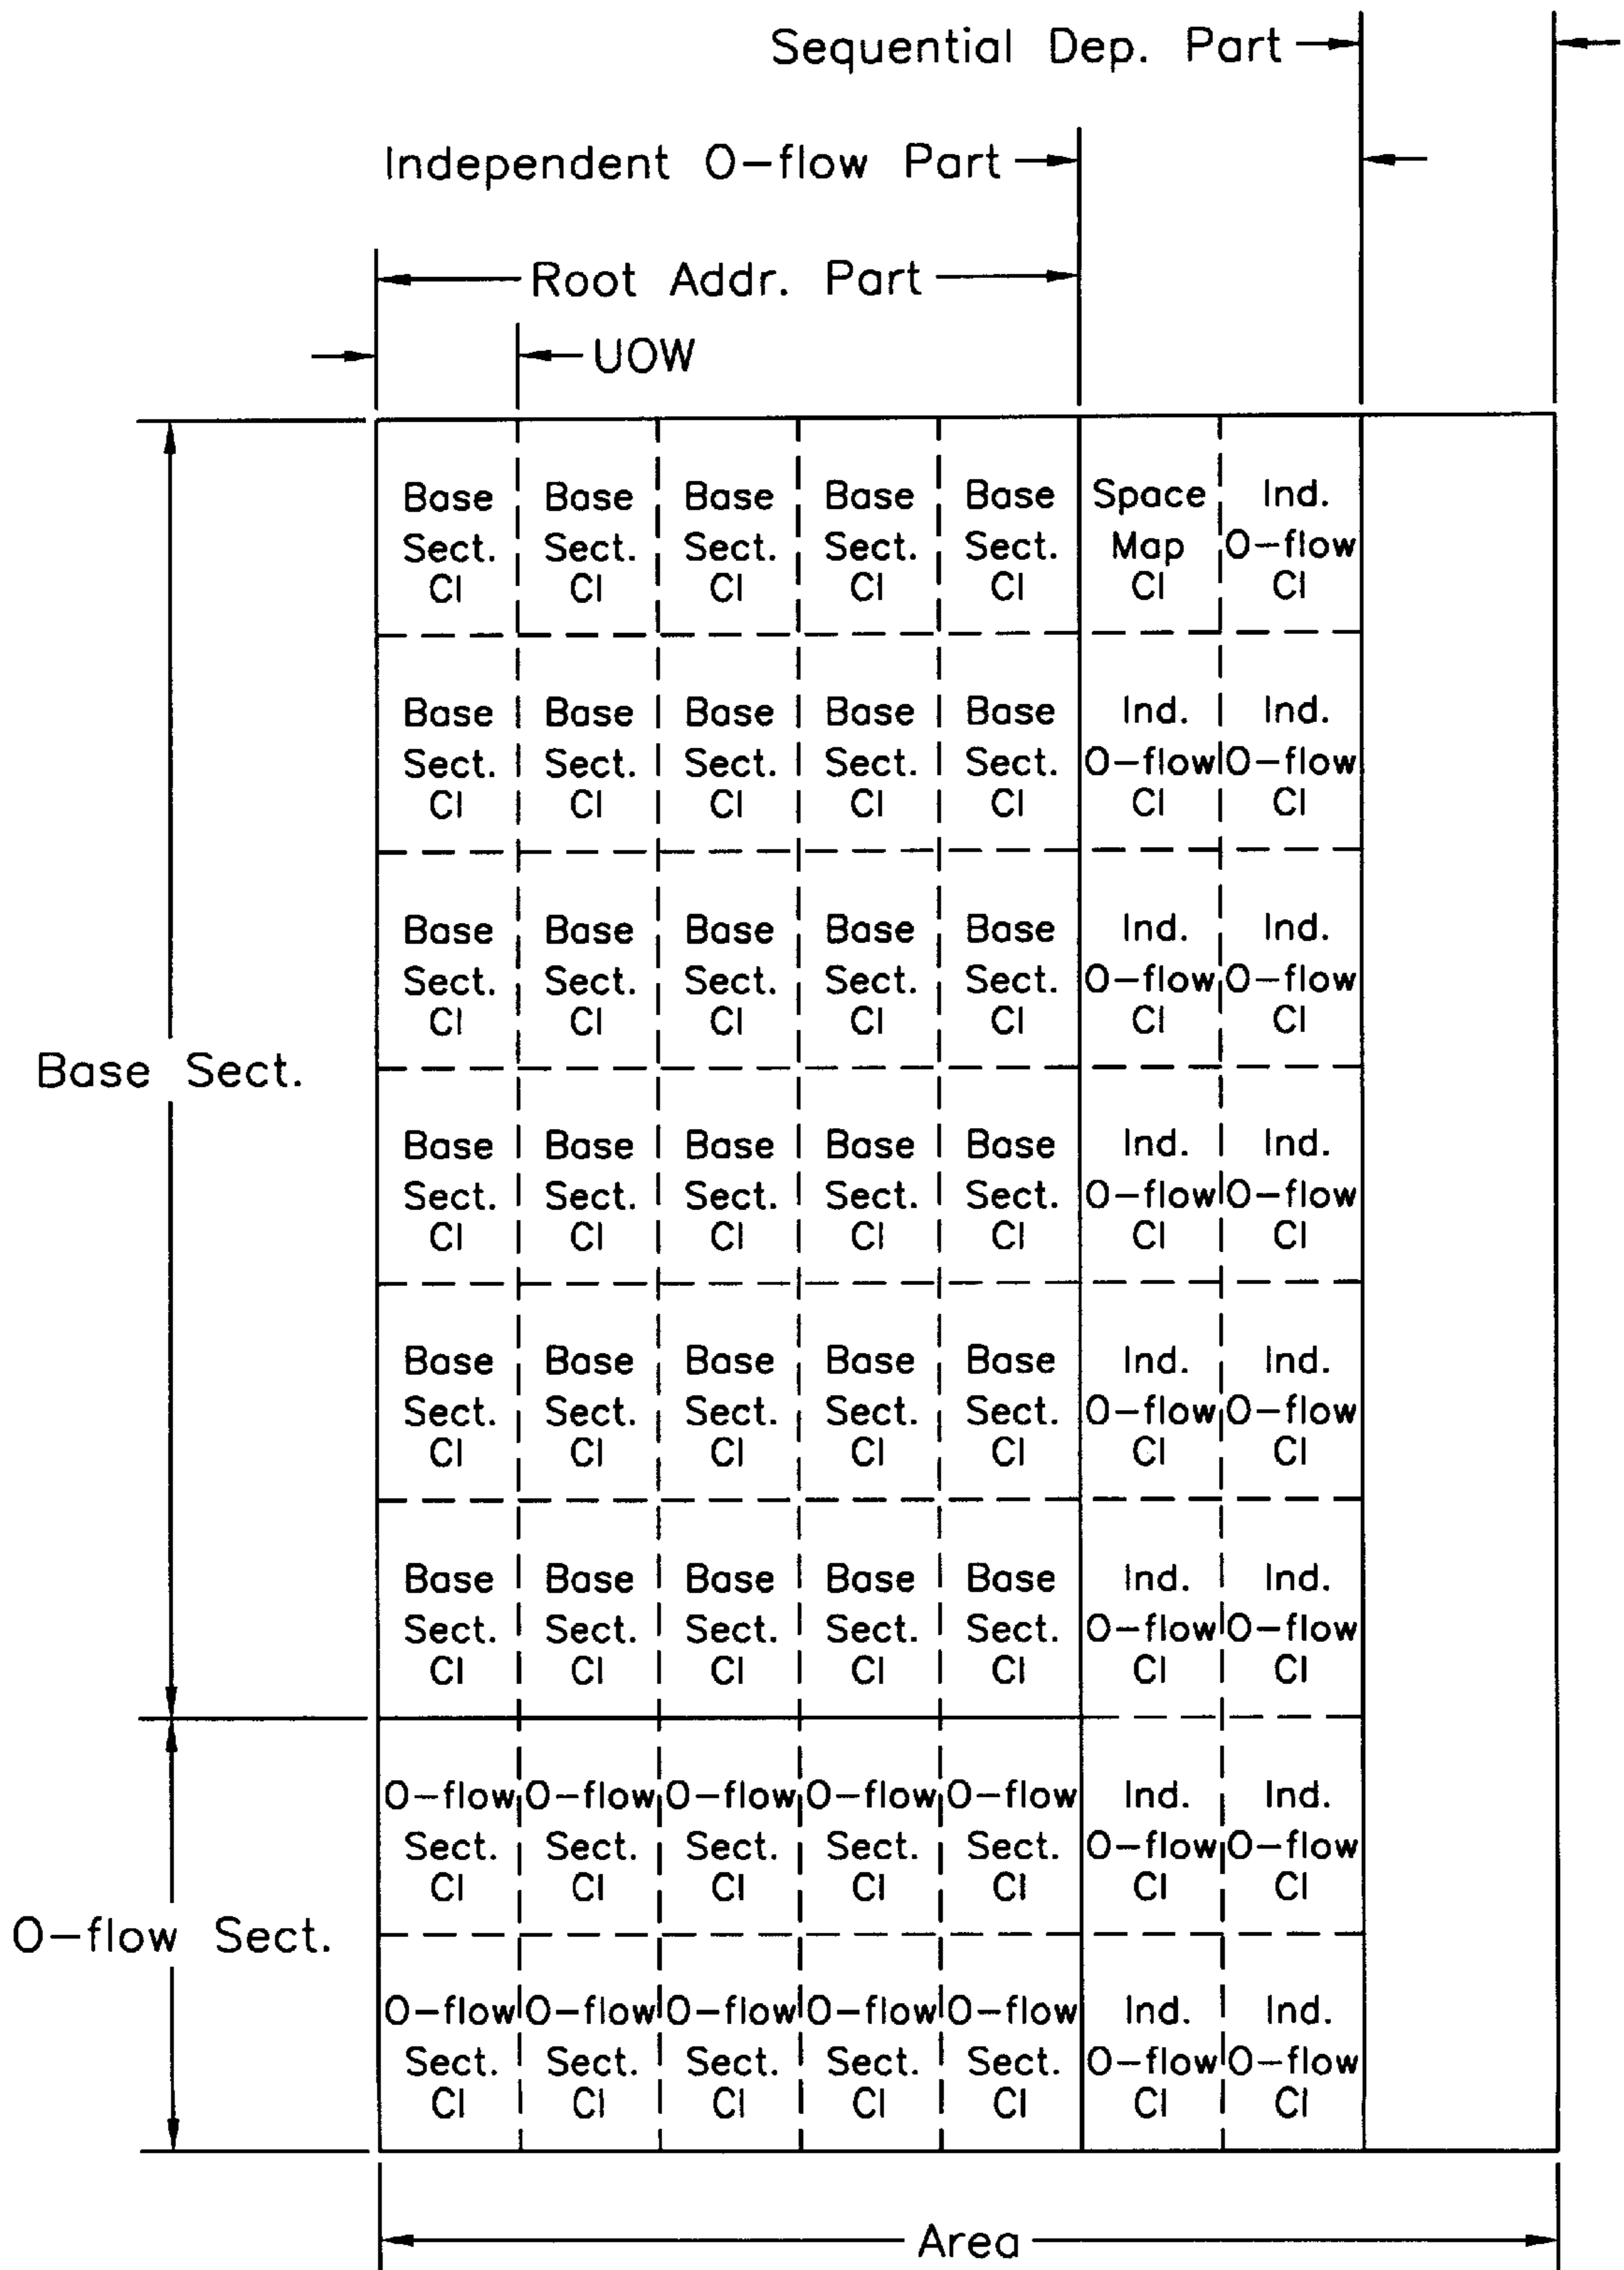 Sequential Dep. Part
Independent O-flow Part
Root Addr. Part
UOW
Base Base Base Base Base Space Ind.
Sect. Sect. Sect. Sect. Sect. Map O-flow
CI CI CI CI CI CI CI
Base Base Base Base Base Ind. Ind.
Sect. Sect. Sect. Sect. Sect. O-flow O-flow
CI CI CI CI CI CI CI
Base Base Base Base Base Ind. Ind.
Sect. Sect. Sect. Sect. Sect. O-flow O-flow
CI CI CI CI CI CI CI
Base Sect.
Base Base Base Base Base Ind. Ind.
Sect. Sect. Sect. Sect. Sect. O-flow O-flow
CI CI CI CI CI CI CI
Base Base Base Base Base Ind. Ind.
Sect. Sect. Sect. Sect. Sect. O-flow O-flow
CI CI CI CI CI CI CI
Base Base Base Base Base Ind. Ind.
Sect. Sect. Sect. Sect. Sect. O-flow O-flow
CI CI CI CI CI CI CI
O-flow O-flow O-flow O-flow O-flow Ind. Ind.
Sect. Sect. Sect. Sect. Sect. O-flow O-flow
CI CI CI CI CI CI CI
O-flow Sect.
O-flow O-flow O-flow O-flow O-flow Ind. Ind.
Sect. Sect. Sect. Sect. Sect. O-flow O-flow
CI CI CI CI CI CI CI
Area